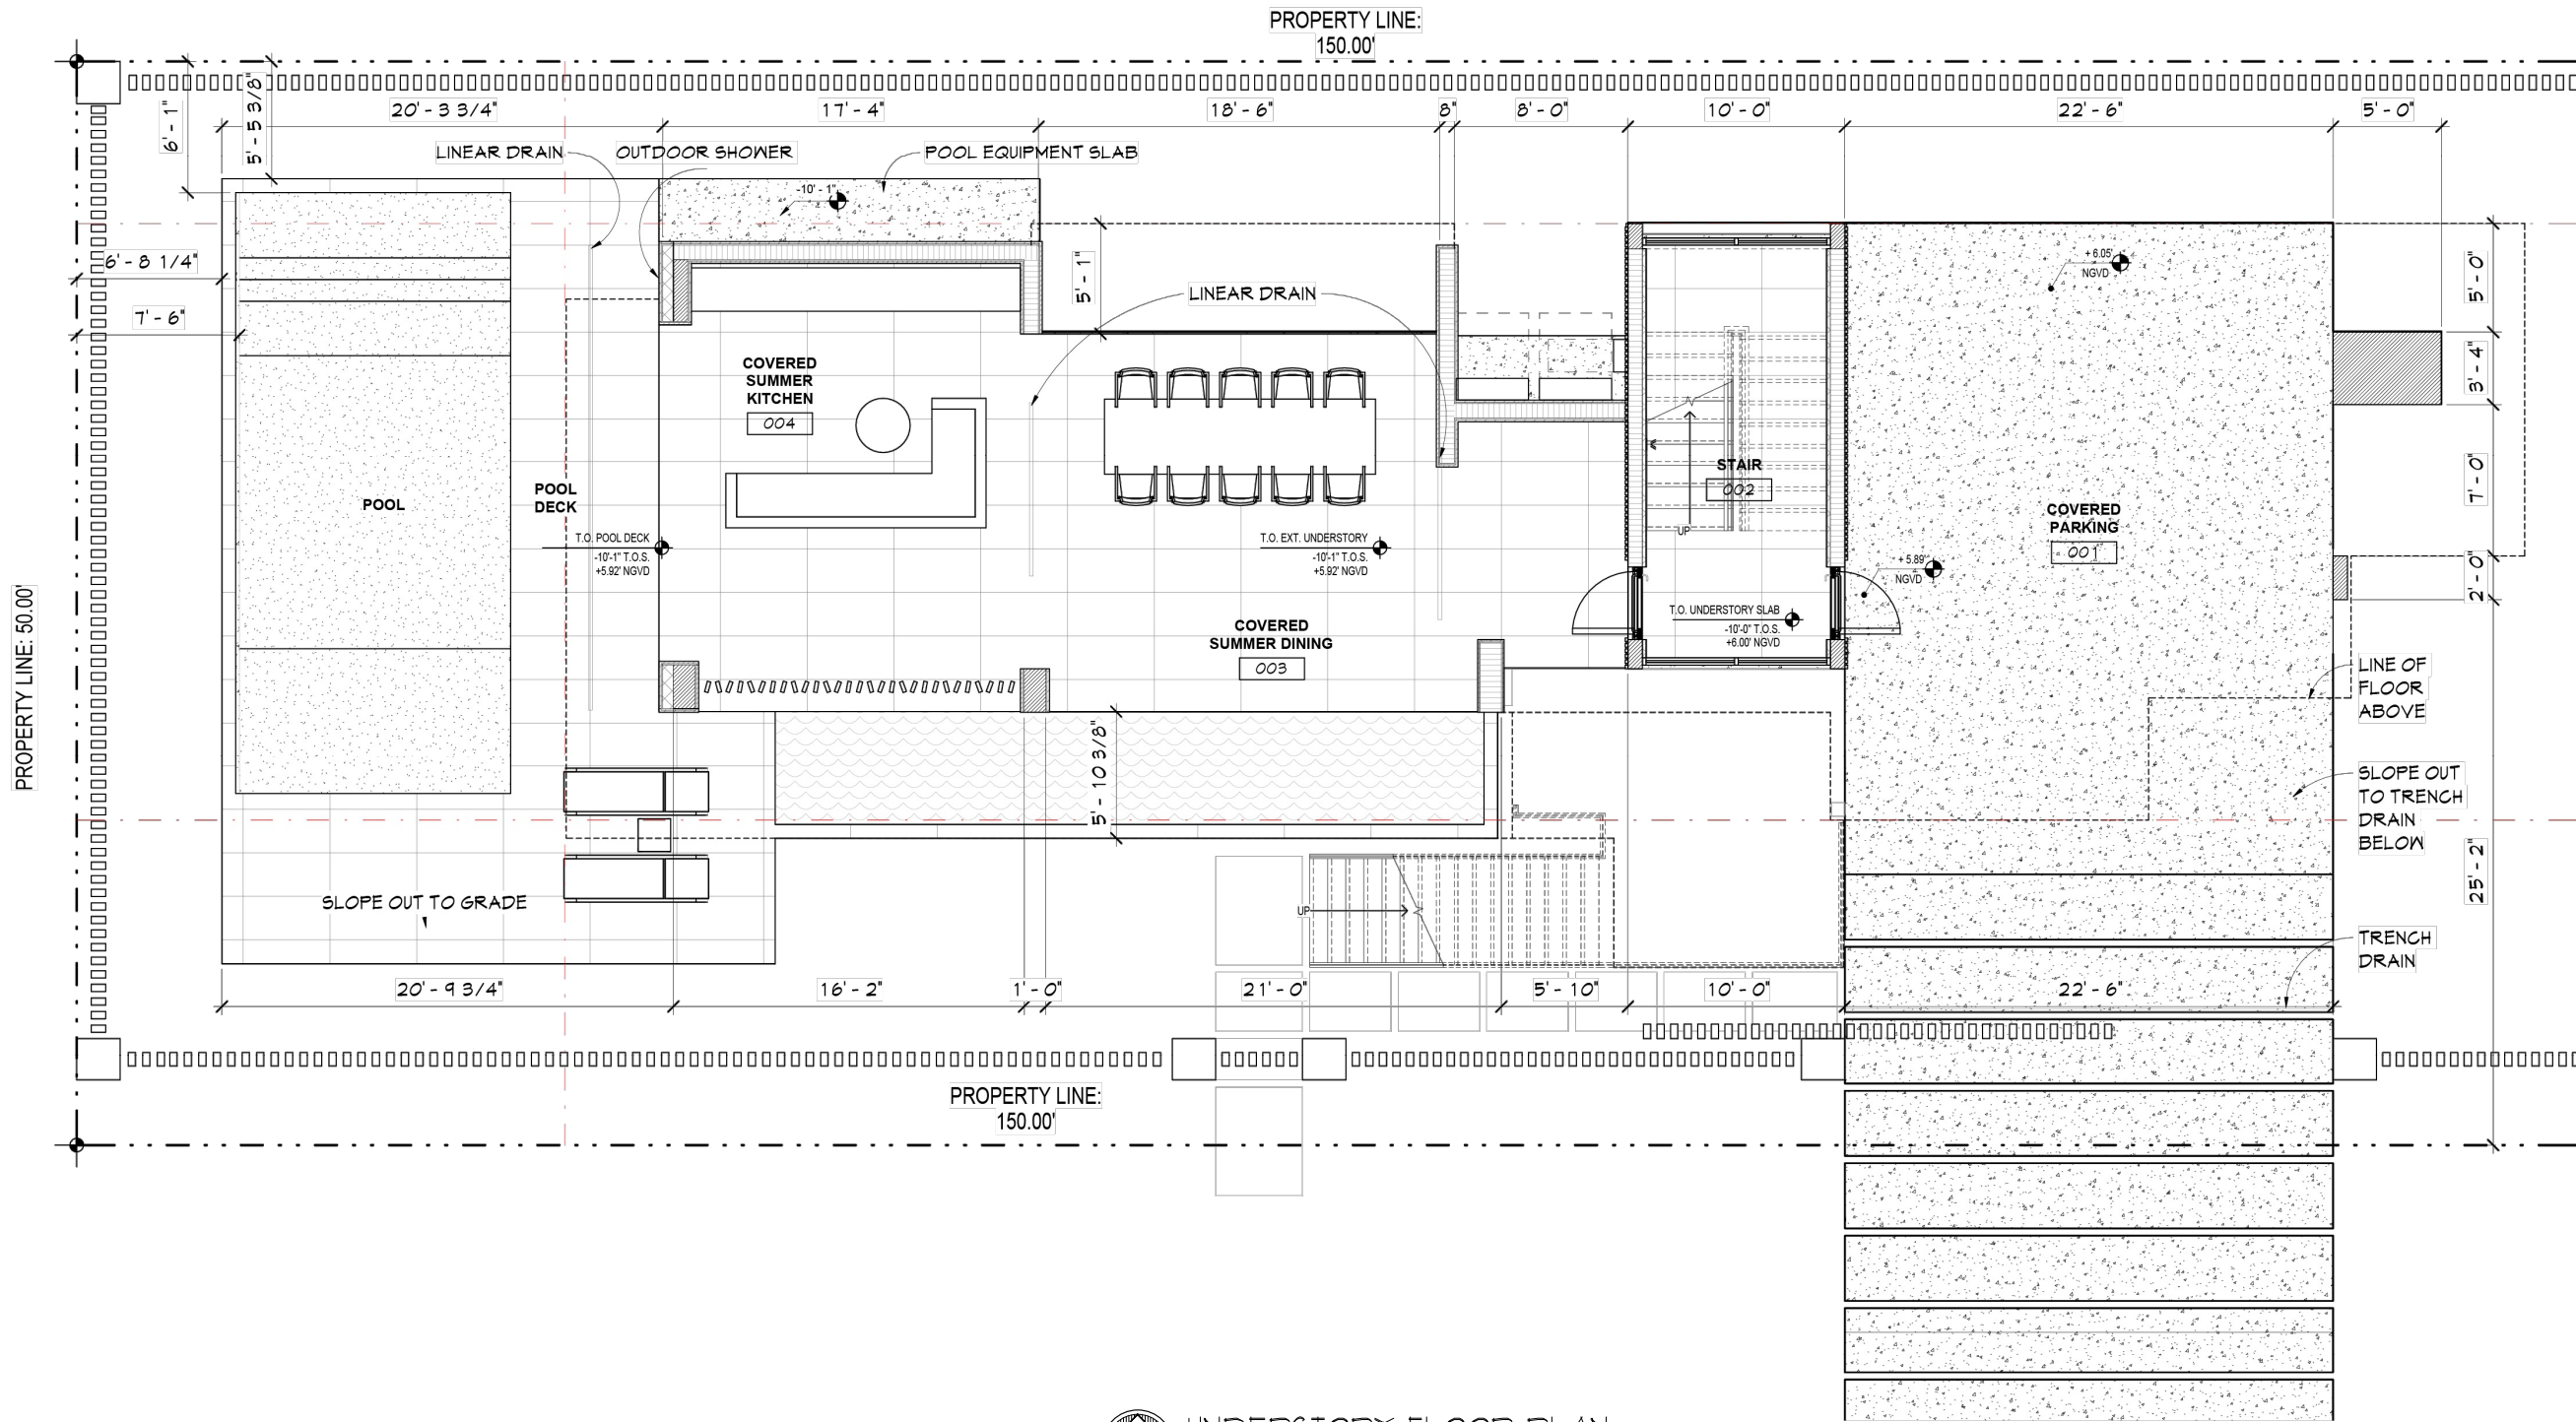 PROPERTY LINE:
150.00'
6' - 1"
5' - 5 3/8"
20' - 3 3/4"
17' - 4"
18' - 6"
8"
8' - 0"
10' - 0"
22' - 6"
5' - 0"
LINEAR DRAIN
OUTDOOR SHOWER
POOL EQUIPMENT SLAB
-10' - 1"
6' - 8 1/4"
7' - 6"
5' - 1"
LINEAR DRAIN
+ 6.05'
NGVD
5' - 0"
3' - 4"
7' - 0"
2' - 0"
25' - 2"
COVERED
SUMMER
KITCHEN
004
POOL
POOL
DECK
T.O. POOL DECK
-10'-1" T.O.S.
+5.92' NGVD
T.O. EXT. UNDERSTORY
-10'-1" T.O.S.
+5.92' NGVD
STAIR
002
UP
COVERED
PARKING
001
+ 5.89'
NGVD
T.O. UNDERSTORY SLAB
-10'-0" T.O.S.
+6.00' NGVD
COVERED
SUMMER DINING
003
LINE OF
FLOOR
ABOVE
PROPERTY LINE: 50.00'
5' - 10 3/8"
SLOPE OUT
TO TRENCH
DRAIN
BELOW
SLOPE OUT TO GRADE
UP
TRENCH
DRAIN
20' - 9 3/4"
16' - 2"
1' - 0"
21' - 0"
5' - 10"
10' - 0"
22' - 6"
PROPERTY LINE:
150.00'
UNDERSTORY FLOOR PLAN